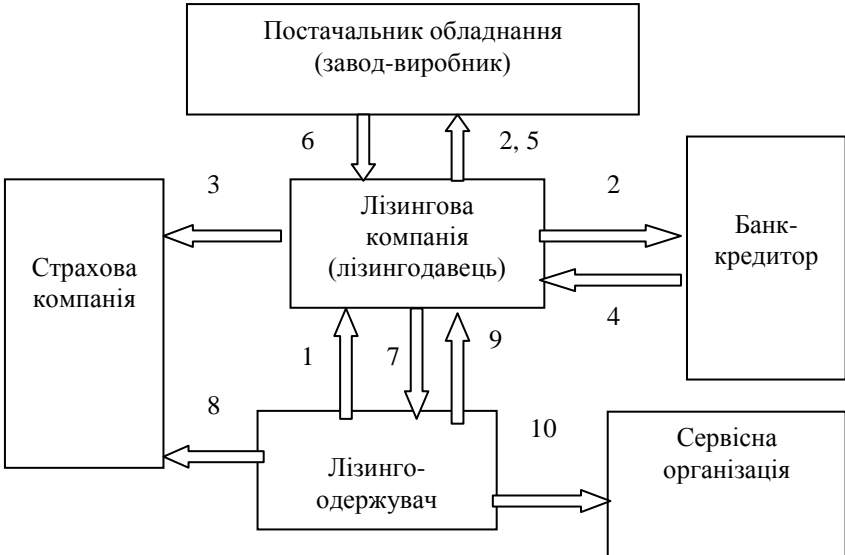 Постачальник обладнання
(завод-виробник)
6
2, 5
3
2
Лізингова
компанія
(лізингодавець)
Банк-
кредитор
Страхова
компанія
4
1
7
9
8
10
Лізинго-
одержувач
Сервісна
організація